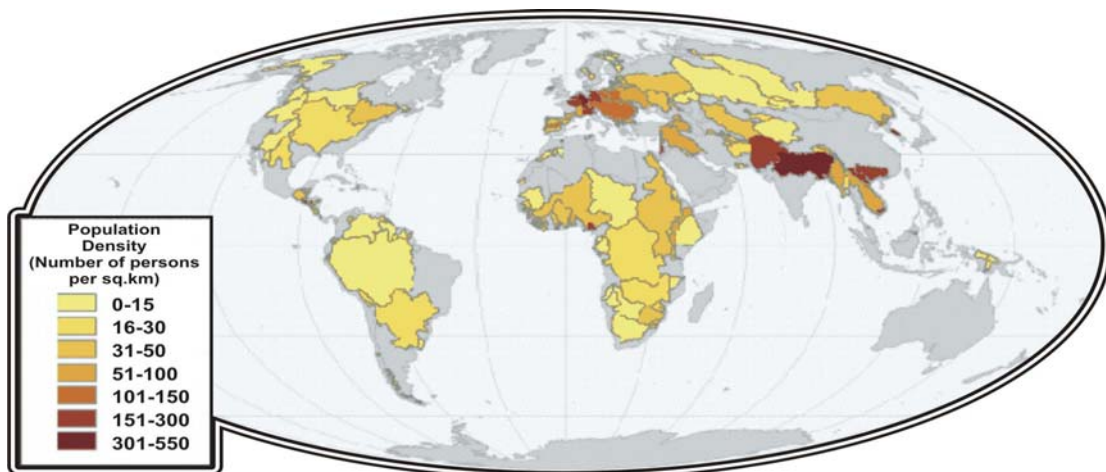 Population
Density
(Number of persons
per sq.km)
0-15
16-30
31-50
51-100
101-150
151-300
301-550